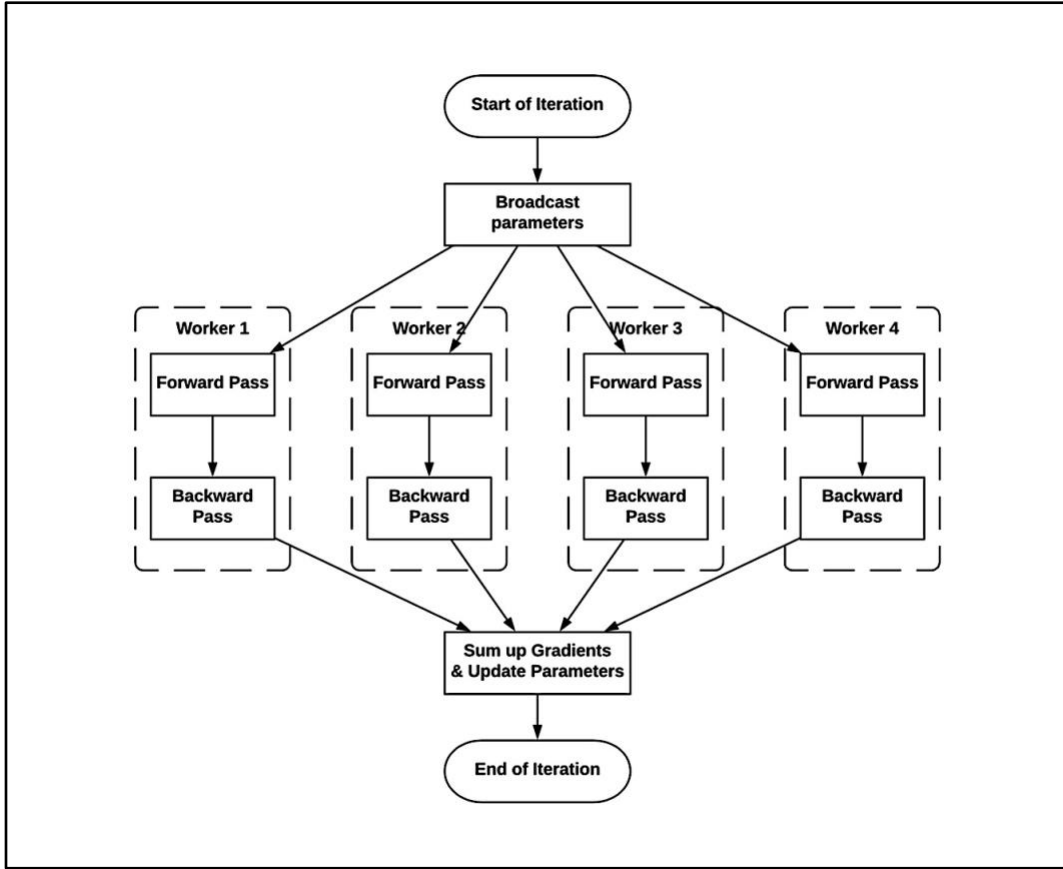 Start of Iteration
Broadcast
parameters
Worker 1
Worker 2
Worker 3
Worker 4
Forward Pass
Forward Pass
Forward Pass
Forward Pass
Backward
Pass
Backward
Pass
Backward
Pass
Backward
Pass
Sum up Gradients
& Update Parameters
End of Iteration